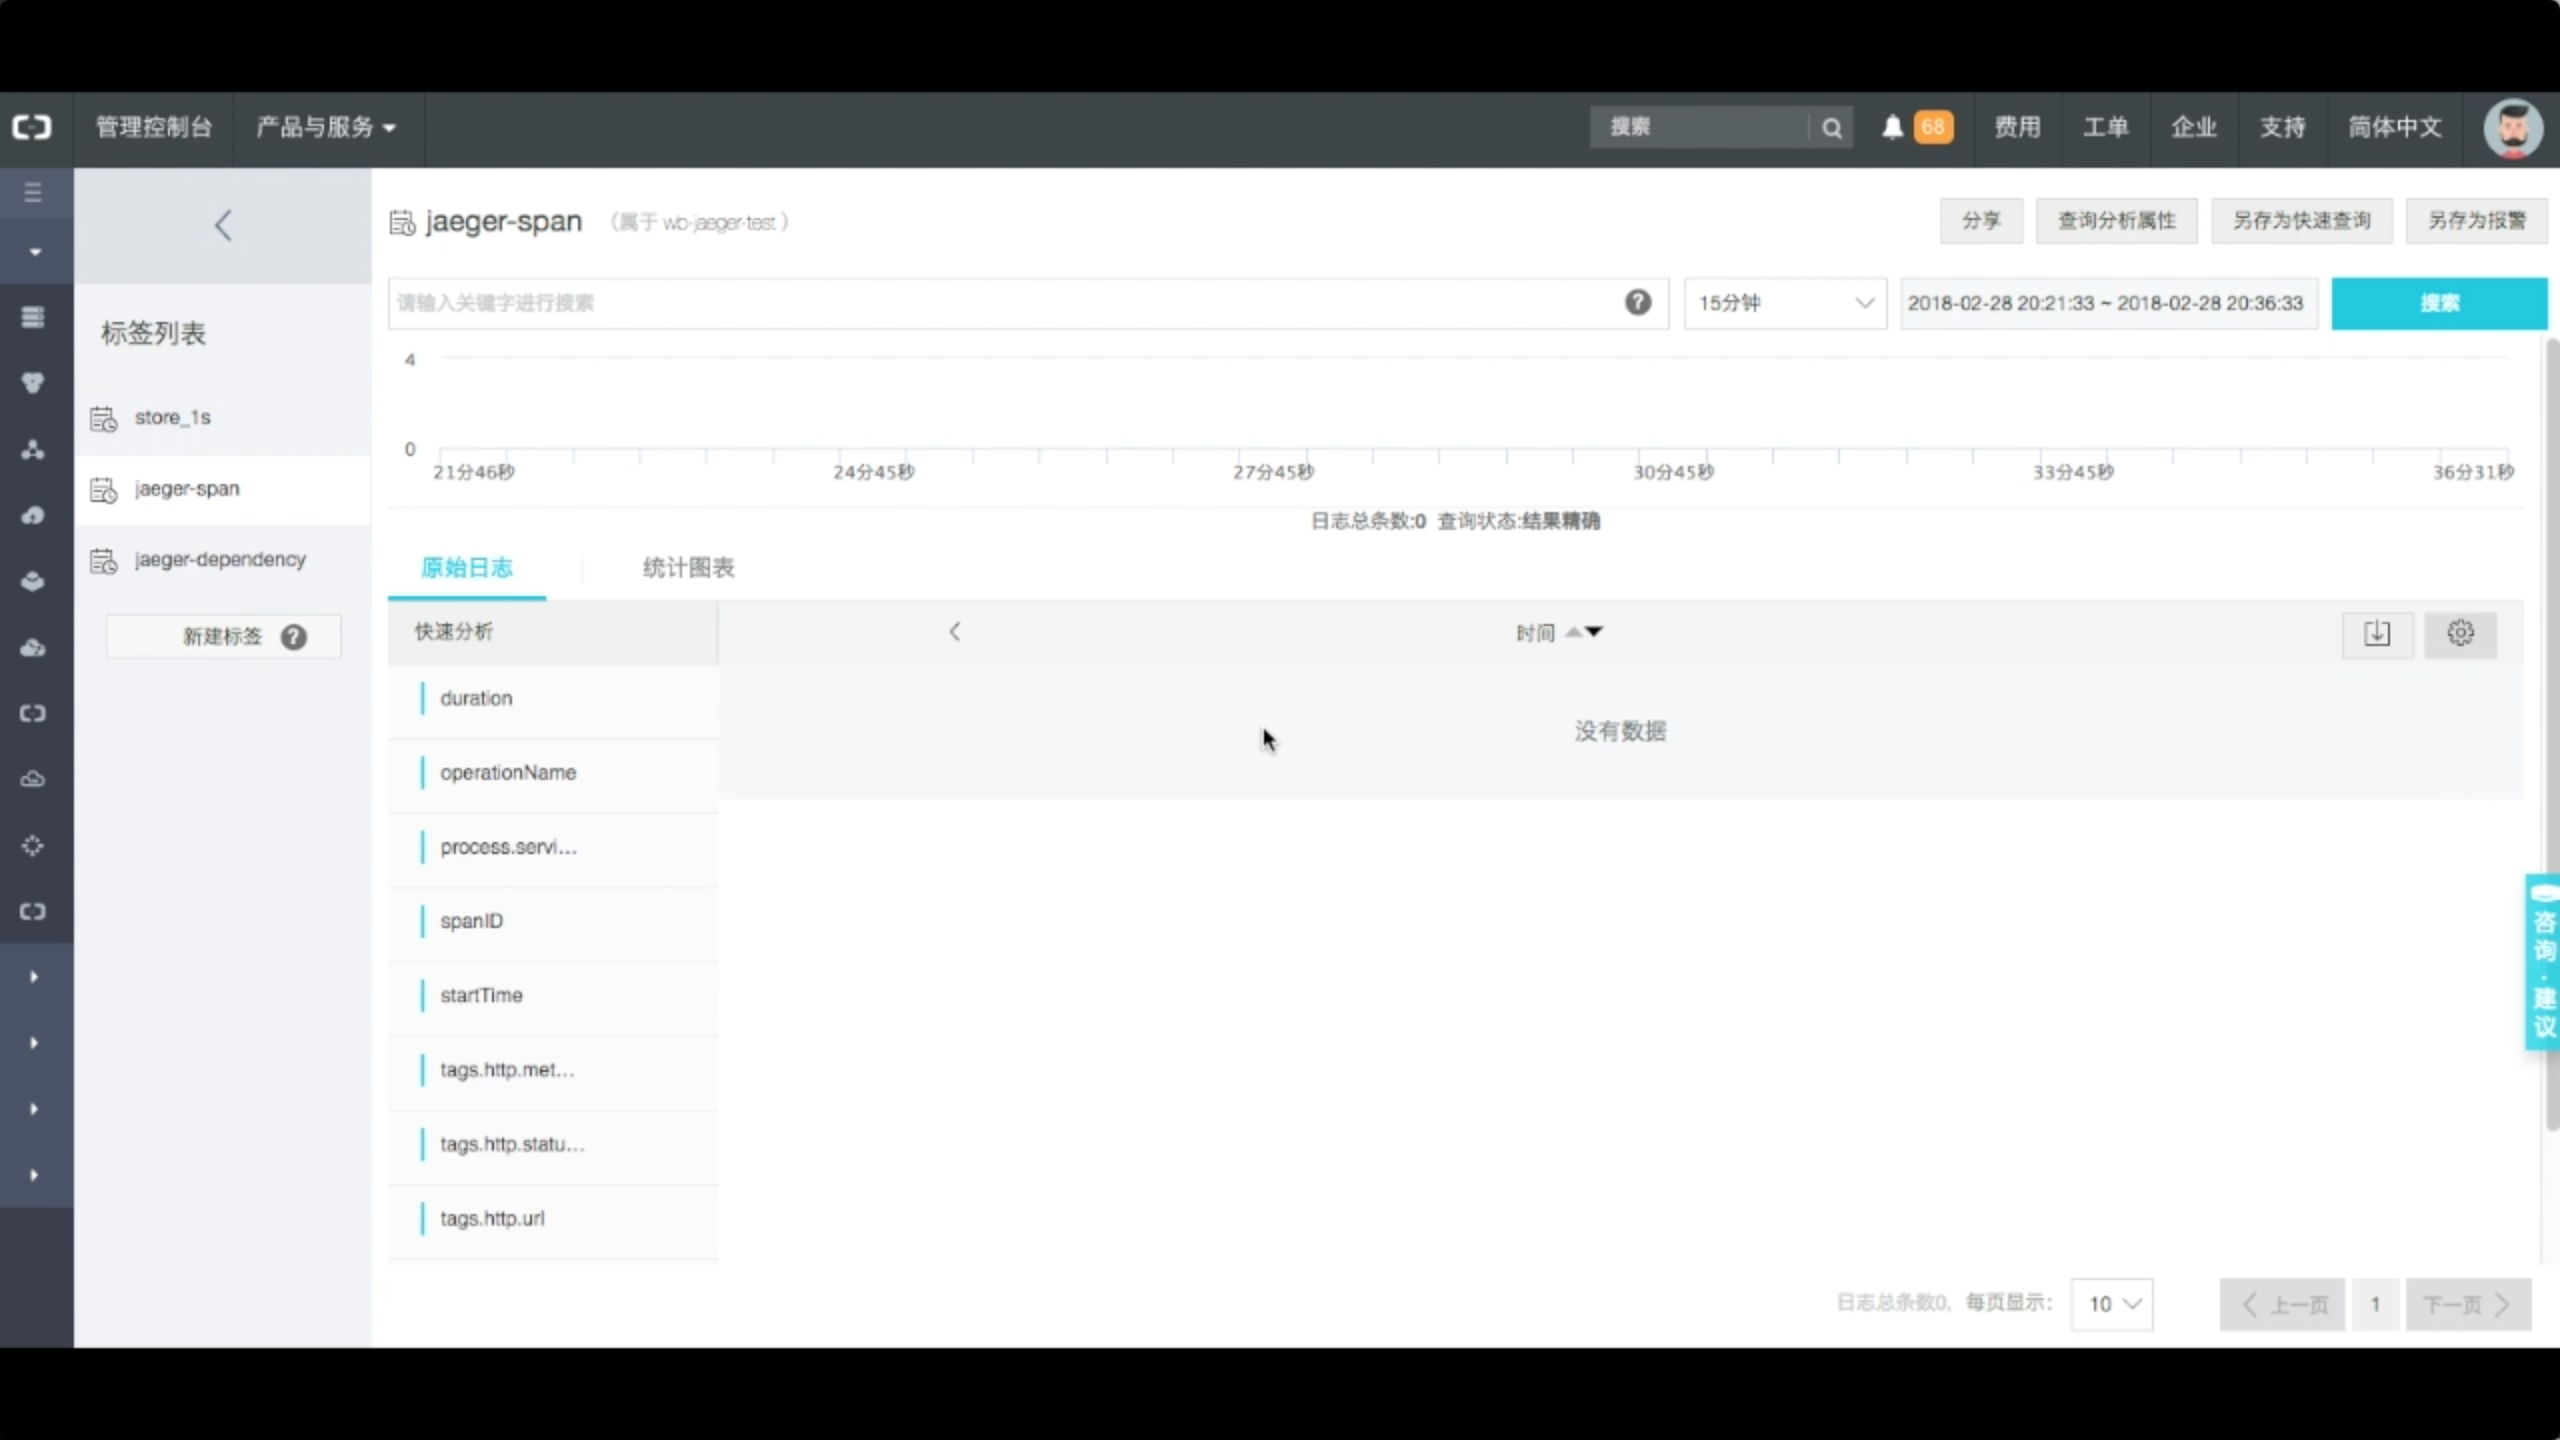 管理控制台 产品与服务 搜索 68 费用 工单 企业 支持 简体中文
jaeger-span （属于 wb-jaeger-test ） 分享 查询分析属性 另存为快速查询 另存为报警
请输入关键字进行搜索 ? 15分钟 2018-02-28 20:21:33 ~ 2018-02-28 20:36:33 搜索
标签列表
store_1s
jaeger-span
jaeger-dependency
新建标签 ?
4
0
21分46秒 24分45秒 27分45秒 30分45秒 33分45秒 36分31秒
日志总条数:0 查询状态:结果精确
原始日志 统计图表
快速分析 时间
没有数据
duration
operationName
process.servi...
spanID
startTime
tags.http.met...
tags.http.statu...
tags.http.url
咨询·建议
日志总条数0, 每页显示: 10 上一页 1 下一页